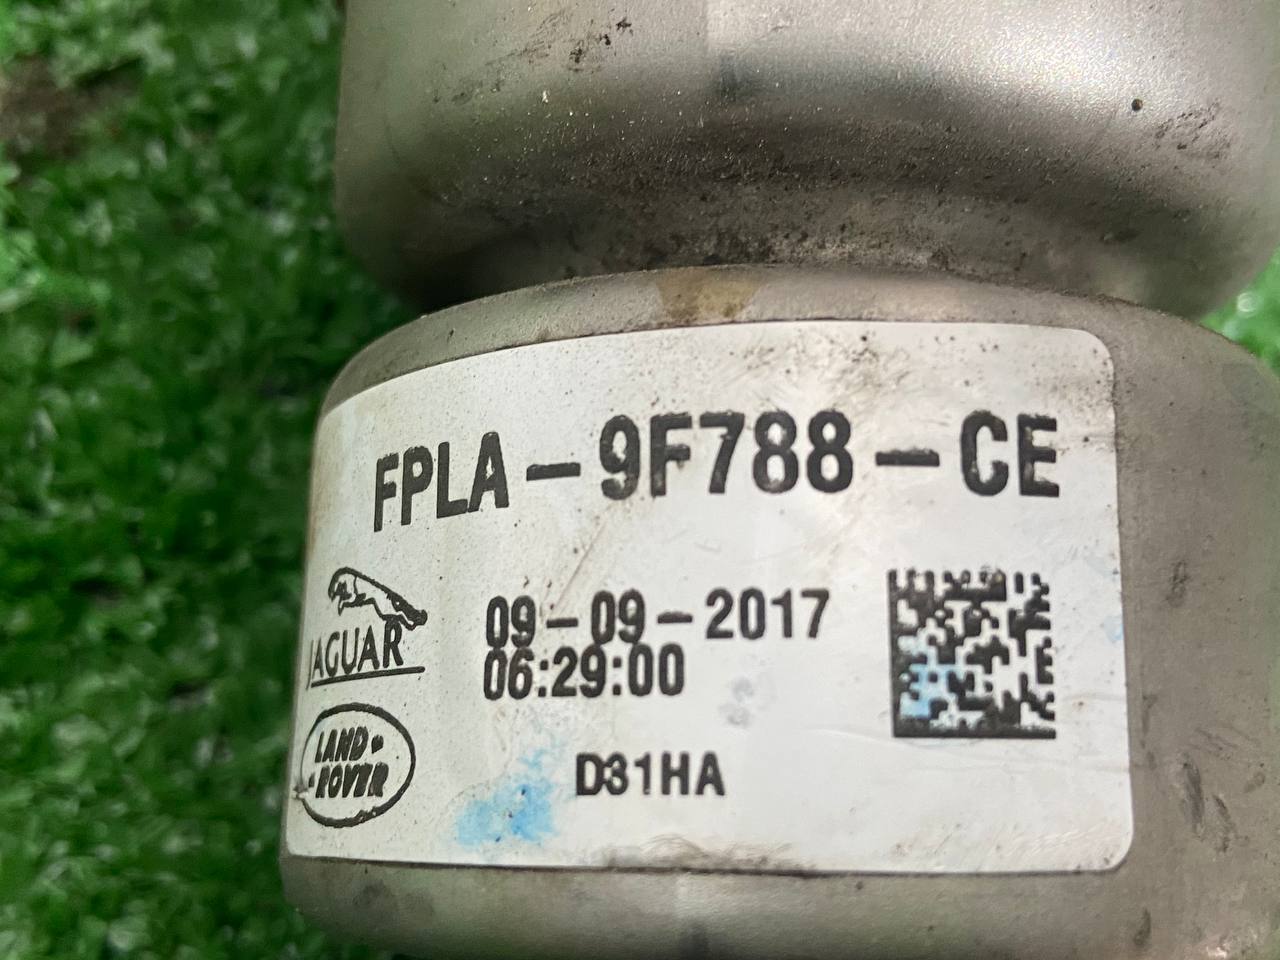 FPLA-9F788-CE
JAGUAR
09-09-2017
06:29:00
LAND-
-ROVER
D31HA